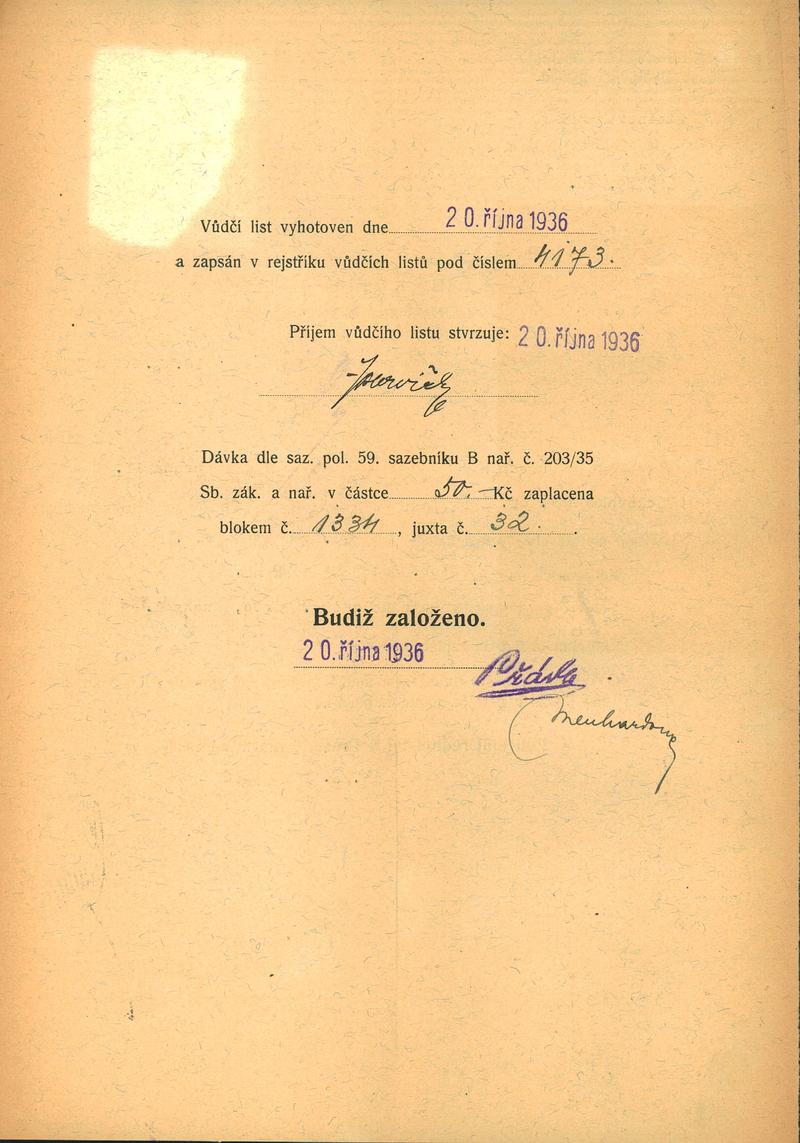 Vůdčí list vyhotoven dne 20. října 1936
a zapsán v rejstříku vůdčích listů pod číslem 4173.
Příjem vůdčího listu stvrzuje: 20. října 1936
Dávka dle saz. pol. 59. sazebníku B nař. č. 203/35
Sb. zák. a nař. v částce 50.— Kč zaplacena
blokem č. 1334, juxta č. 32.
Budiž založeno.
20. října 1936